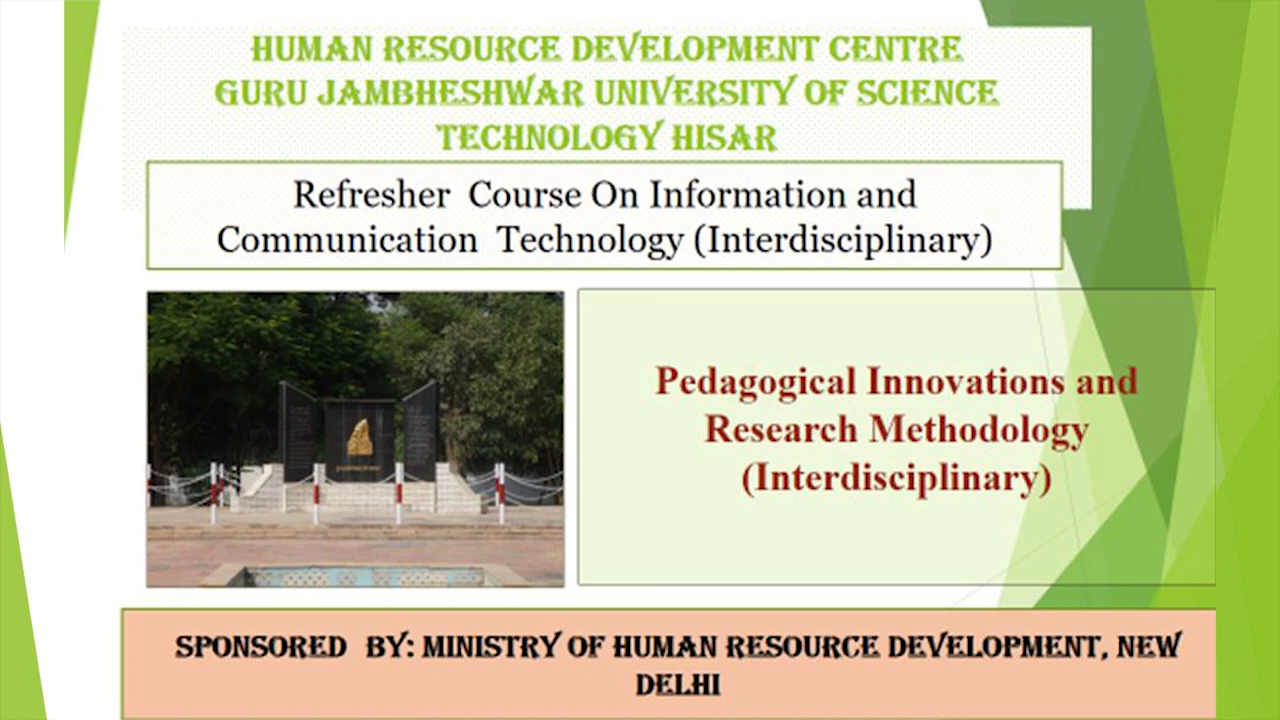 HUMAN RESOURCE DEVELOPMENT CENTRE
GURU JAMBHESHWAR UNIVERSITY OF SCIENCE
TECHNOLOGY HISAR
Refresher Course On Information and
Communication Technology (Interdisciplinary)
Pedagogical Innovations and
Research Methodology
(Interdisciplinary)
SPONSORED BY: MINISTRY OF HUMAN RESOURCE DEVELOPMENT, NEW
DELHI